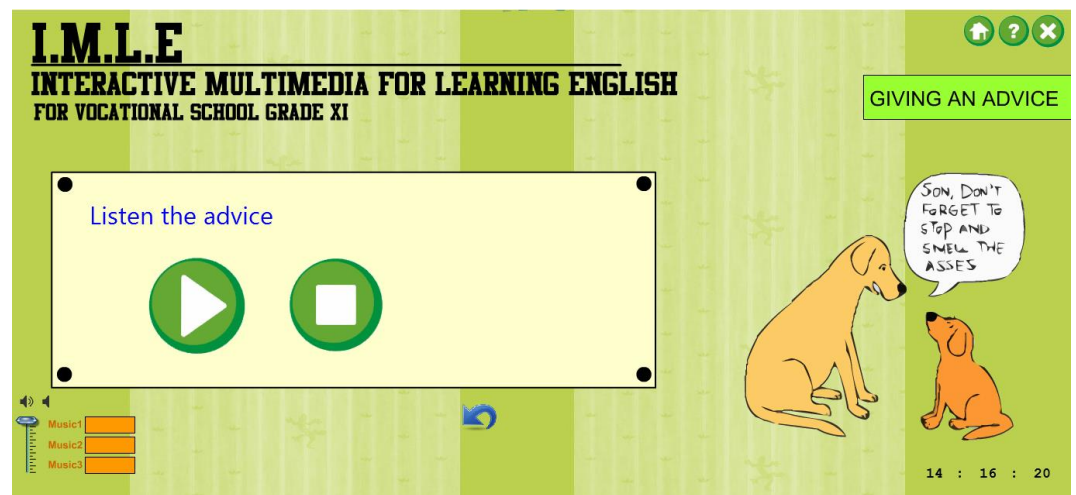 I.M.L.E
INTERACTIVE MULTIMEDIA FOR LEARNING ENGLISH
FOR VOCATIONAL SCHOOL GRADE XI
?
GIVING AN ADVICE
Listen the advice
SON, DON'T
FORGET TO
STOP AND
SMELL THE
ASSES
Music1
Music2
Music3
14 : 16 : 20